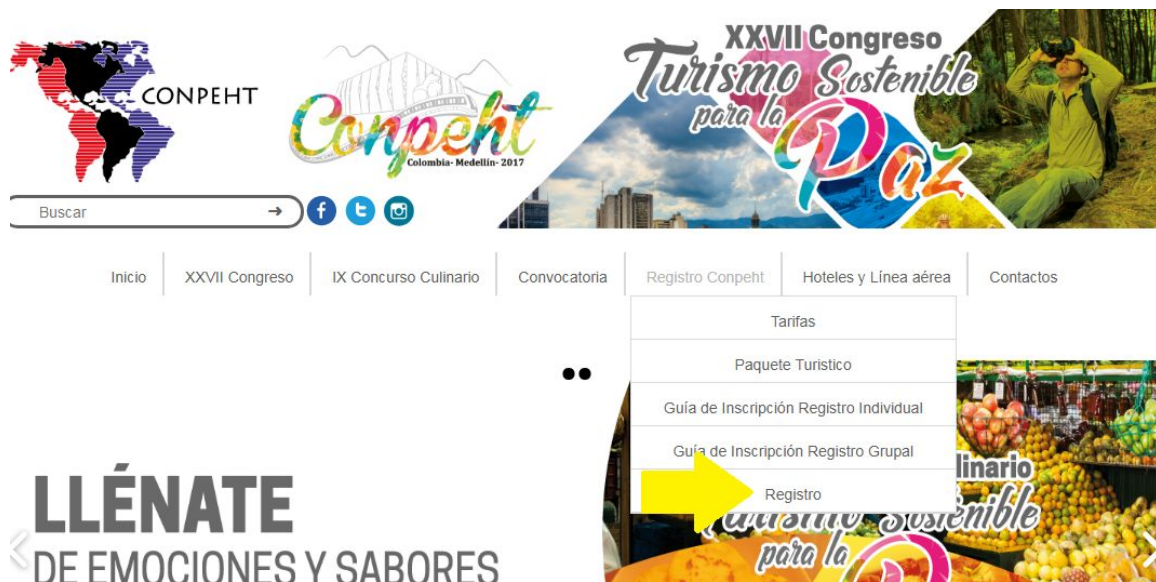 CONPEHT
Conpeht
Colombia- Medellín- 2017
XXVII Congreso
Turismo Sostenible
para la
Paz
Buscar
Inicio
XXVII Congreso
IX Concurso Culinario
Convocatoria
Registro Conpeht
Hoteles y Línea aérea
Contactos
Tarifas
Paquete Turistico
Guía de Inscripción Registro Individual
Guía de Inscripción Registro Grupal
Registro
LLÉNATE
DE EMOCIONES Y SABORES
linario
Turismo Sostenible
para la